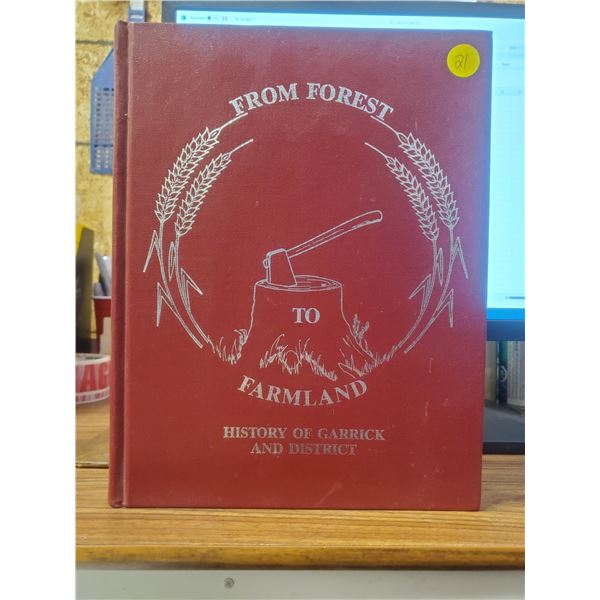 21
FROM FOREST
TO
FARMLAND
HISTORY OF GARRICK
AND DISTRICT